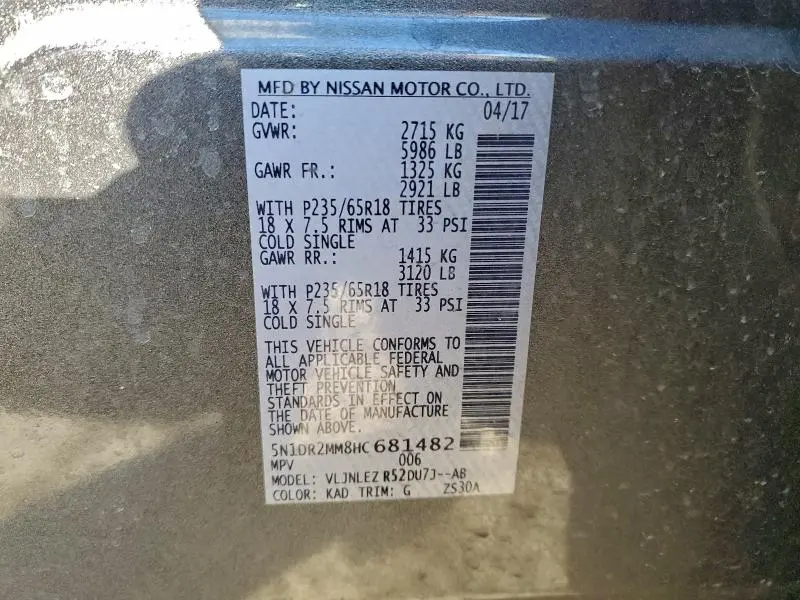 MFD BY NISSAN MOTOR CO., LTD.
DATE: 04/17
GVWR: 2715 KG
5986 LB
GAWR FR.: 1325 KG
2921 LB
WITH P235/65R18 TIRES
18 X 7.5 RIMS AT 33 PSI
COLD SINGLE
GAWR RR.: 1415 KG
3120 LB
WITH P235/65R18 TIRES
18 X 7.5 RIMS AT 33 PSI
COLD SINGLE
THIS VEHICLE CONFORMS TO
ALL APPLICABLE FEDERAL
MOTOR VEHICLE SAFETY AND
THEFT PREVENTION
STANDARDS IN EFFECT ON
THE DATE OF MANUFACTURE
SHOWN ABOVE.
5N1DR2MM8HC681482
MPV 006
MODEL: VLJNLEZ R52DU7J--AB
COLOR: KAD TRIM: G ZS30A